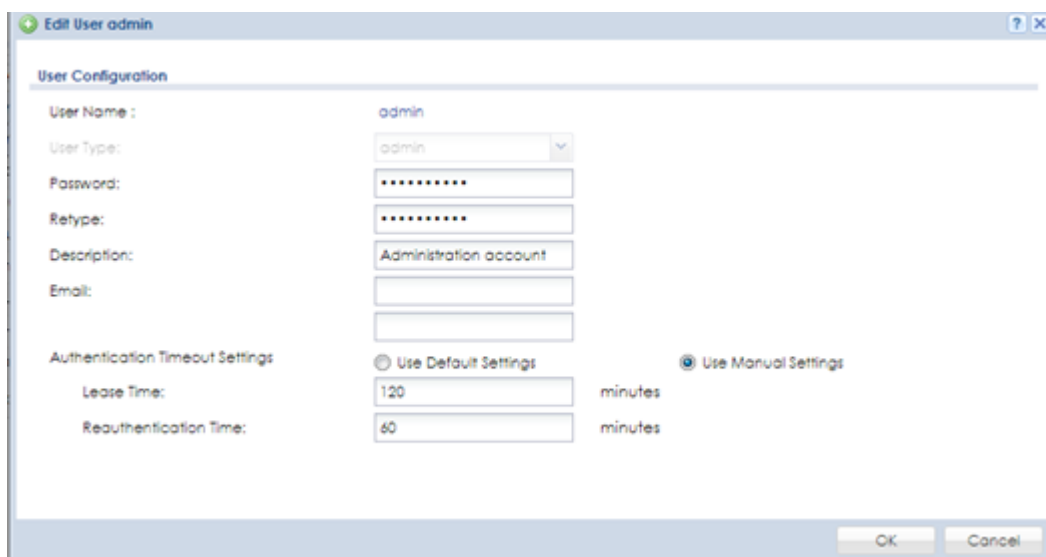 Edit User admin
? X
User Configuration
User Name : admin
User Type: admin
Password: ••••••••••
Retype: ••••••••••
Description: Administration account
Email:
Authentication Timeout Settings Use Default Settings Use Manual Settings
Lease Time: 120 minutes
Reauthentication Time: 60 minutes
OK Cancel